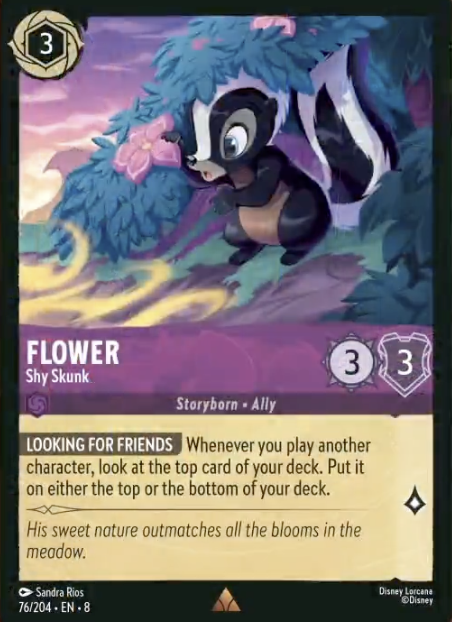 3
FLOWER
Shy Skunk
3
3
Storyborn • Ally
LOOKING FOR FRIENDS Whenever you play another
character, look at the top card of your deck. Put it
on either the top or the bottom of your deck.
His sweet nature outmatches all the blooms in the
meadow.
Sandra Rios
76/204 • EN • 8
Disney Lorcana
©Disney